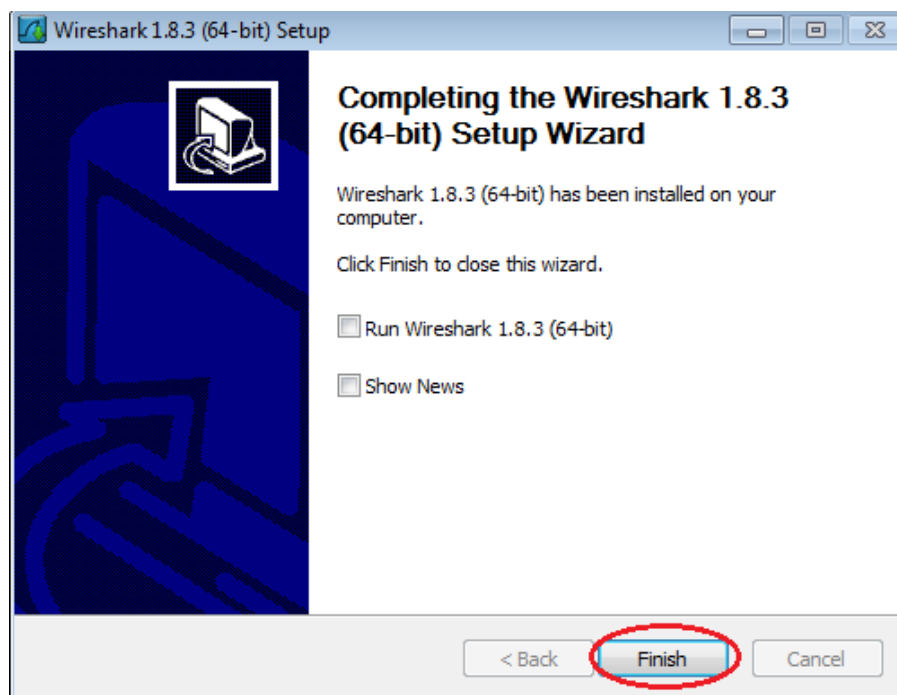 Wireshark 1.8.3 (64-bit) Setup
Completing the Wireshark 1.8.3
(64-bit) Setup Wizard
Wireshark 1.8.3 (64-bit) has been installed on your
computer.
Click Finish to close this wizard.
Run Wireshark 1.8.3 (64-bit)
Show News
< Back Finish Cancel